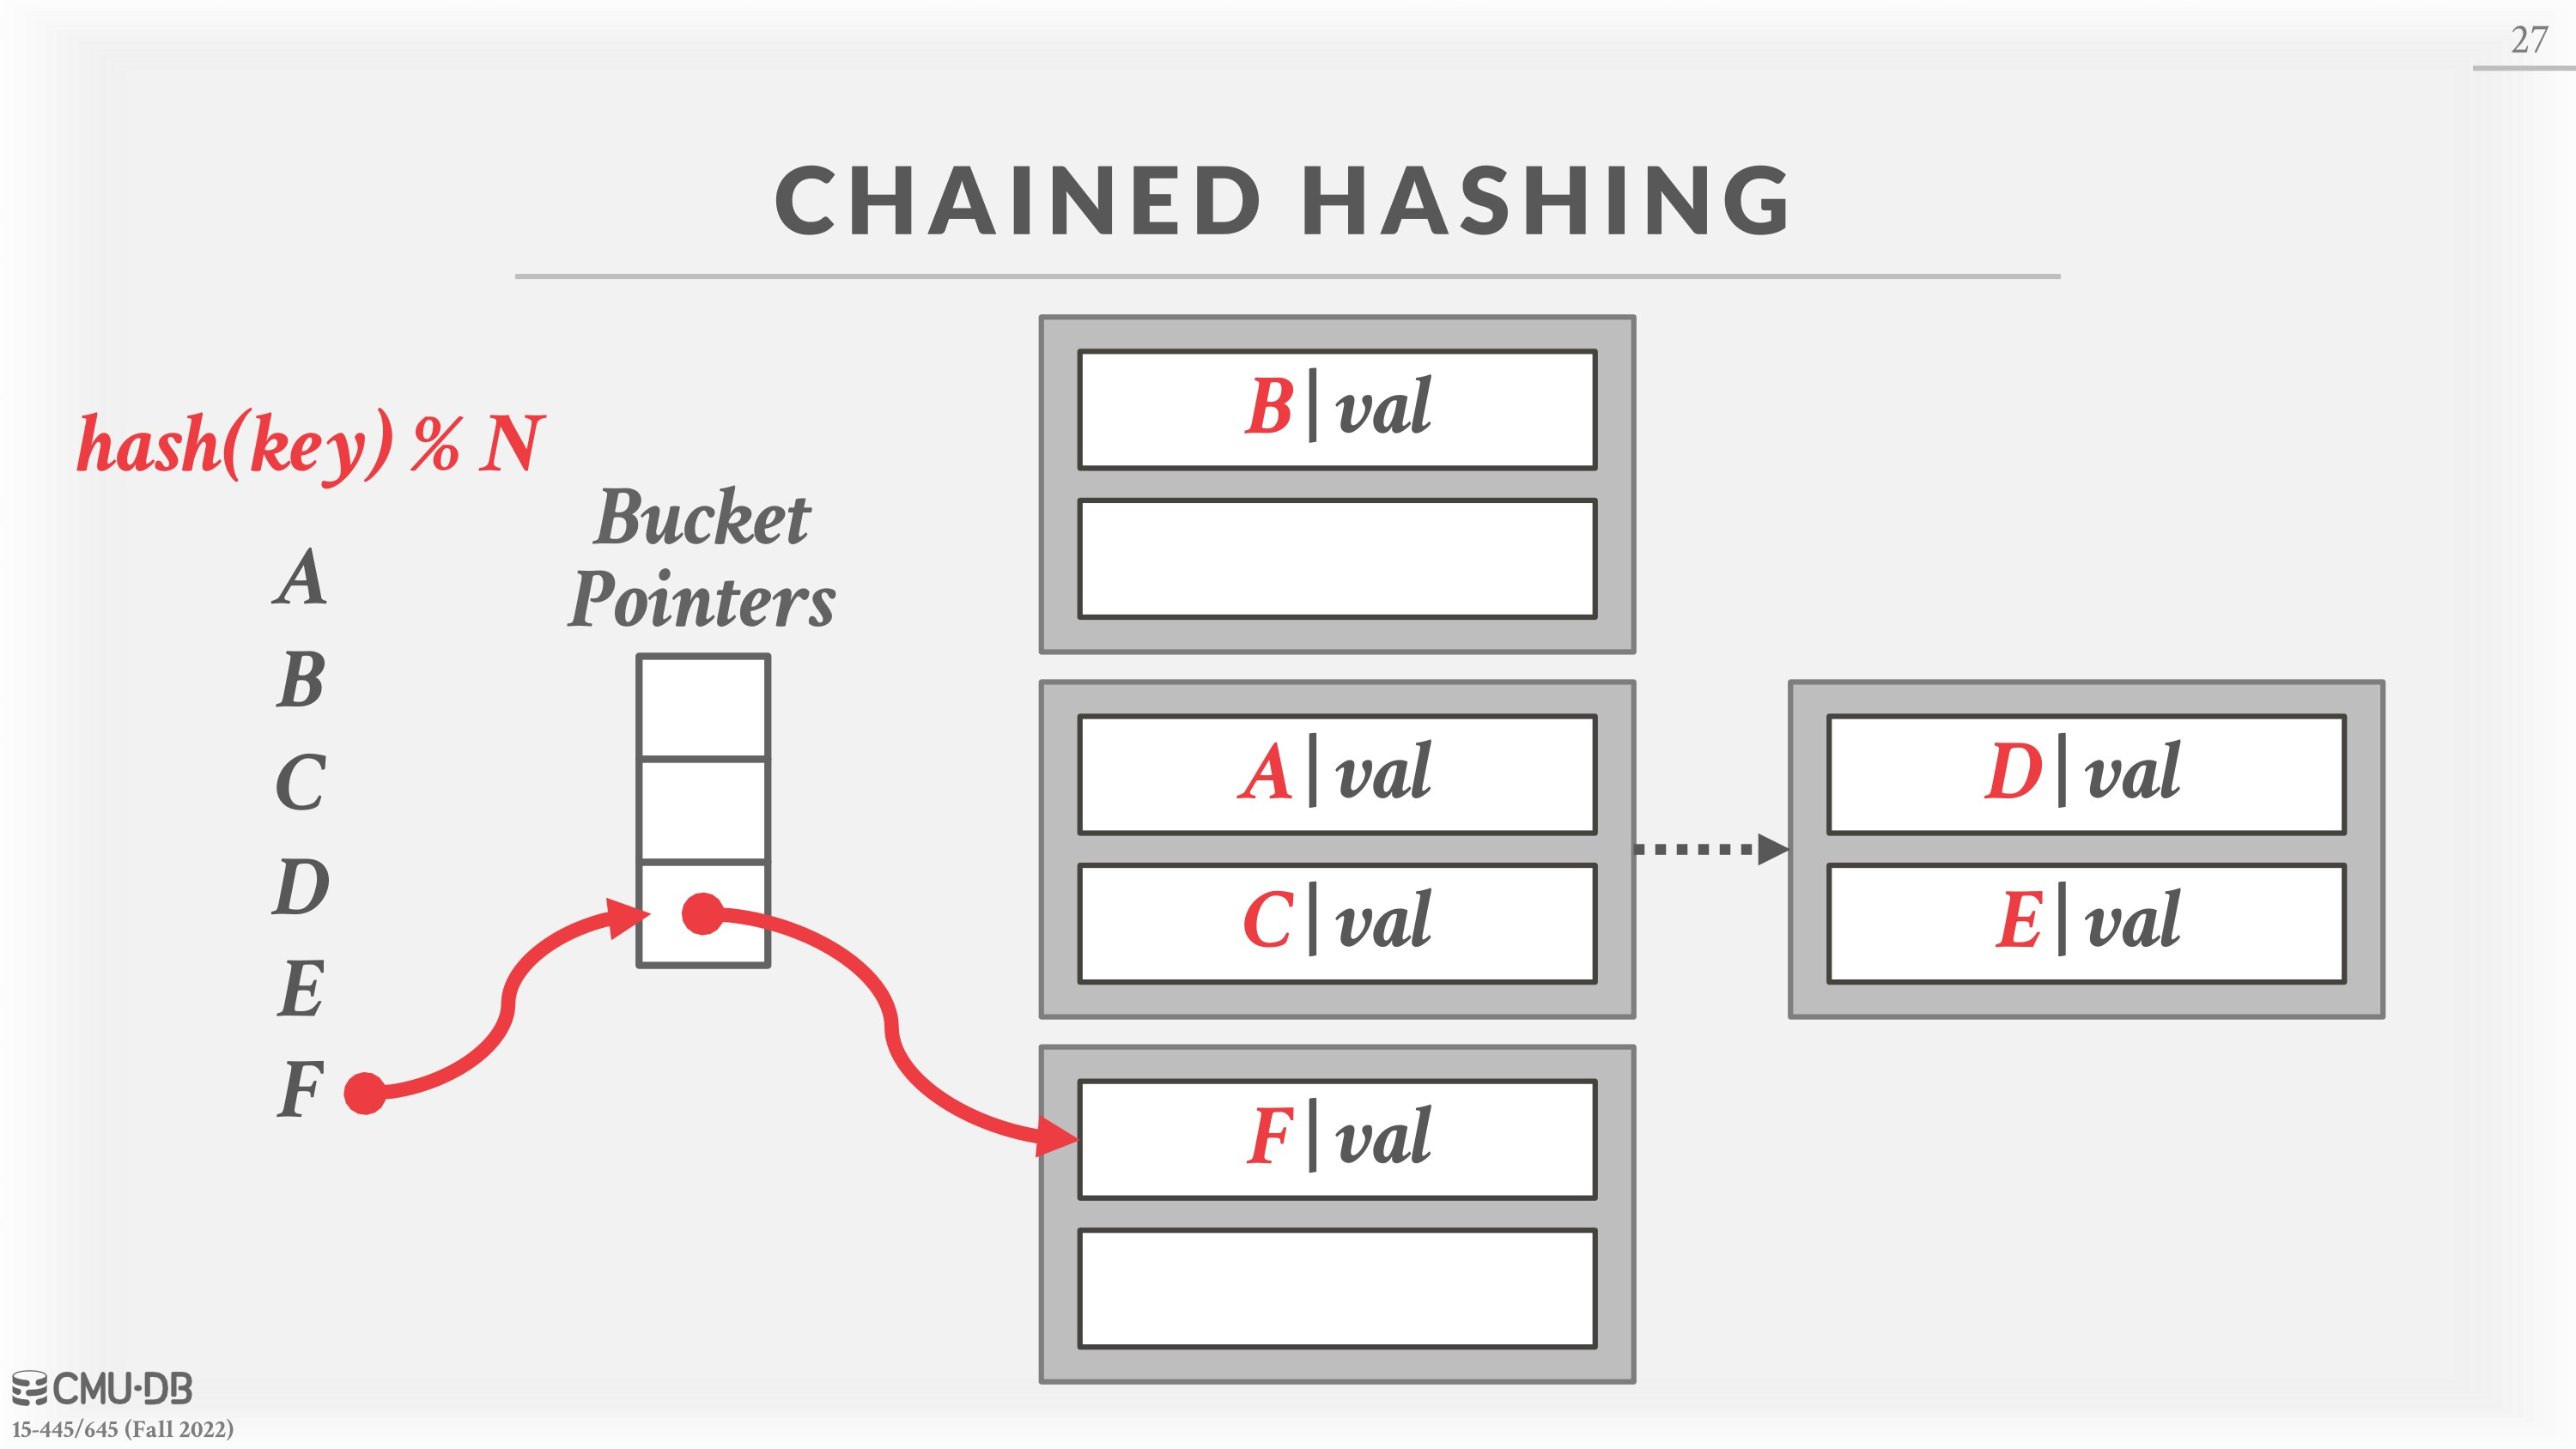 27
CHAINED HASHING
hash(key) % N
A
B
C
D
E
F
Bucket
Pointers
B|val
A|val
C|val
F|val
D|val
E|val
CMU·DB
15-445/645 (Fall 2022)